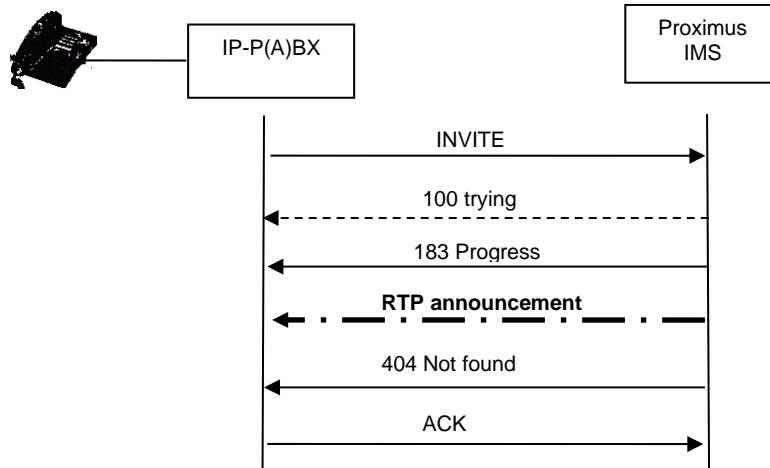 IP-P(A)BX
Proximus
IMS
INVITE
100 trying
183 Progress
RTP announcement
404 Not found
ACK